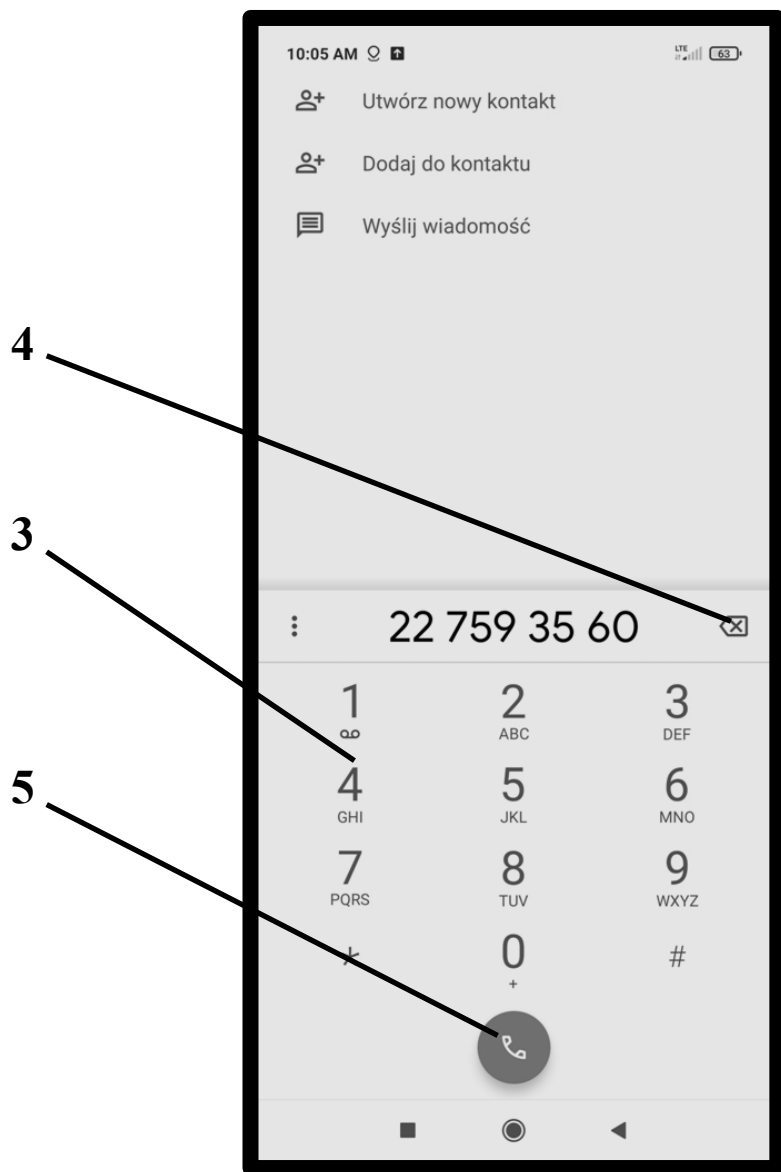 10:05 AM LTE 63
Utwórz nowy kontakt
Dodaj do kontaktu
Wyślij wiadomość
4
3
22 759 35 60
1 2 3
ABC DEF
5
4 5 6
GHI JKL MNO
7 8 9
PQRS TUV WXYZ
* 0 #
+